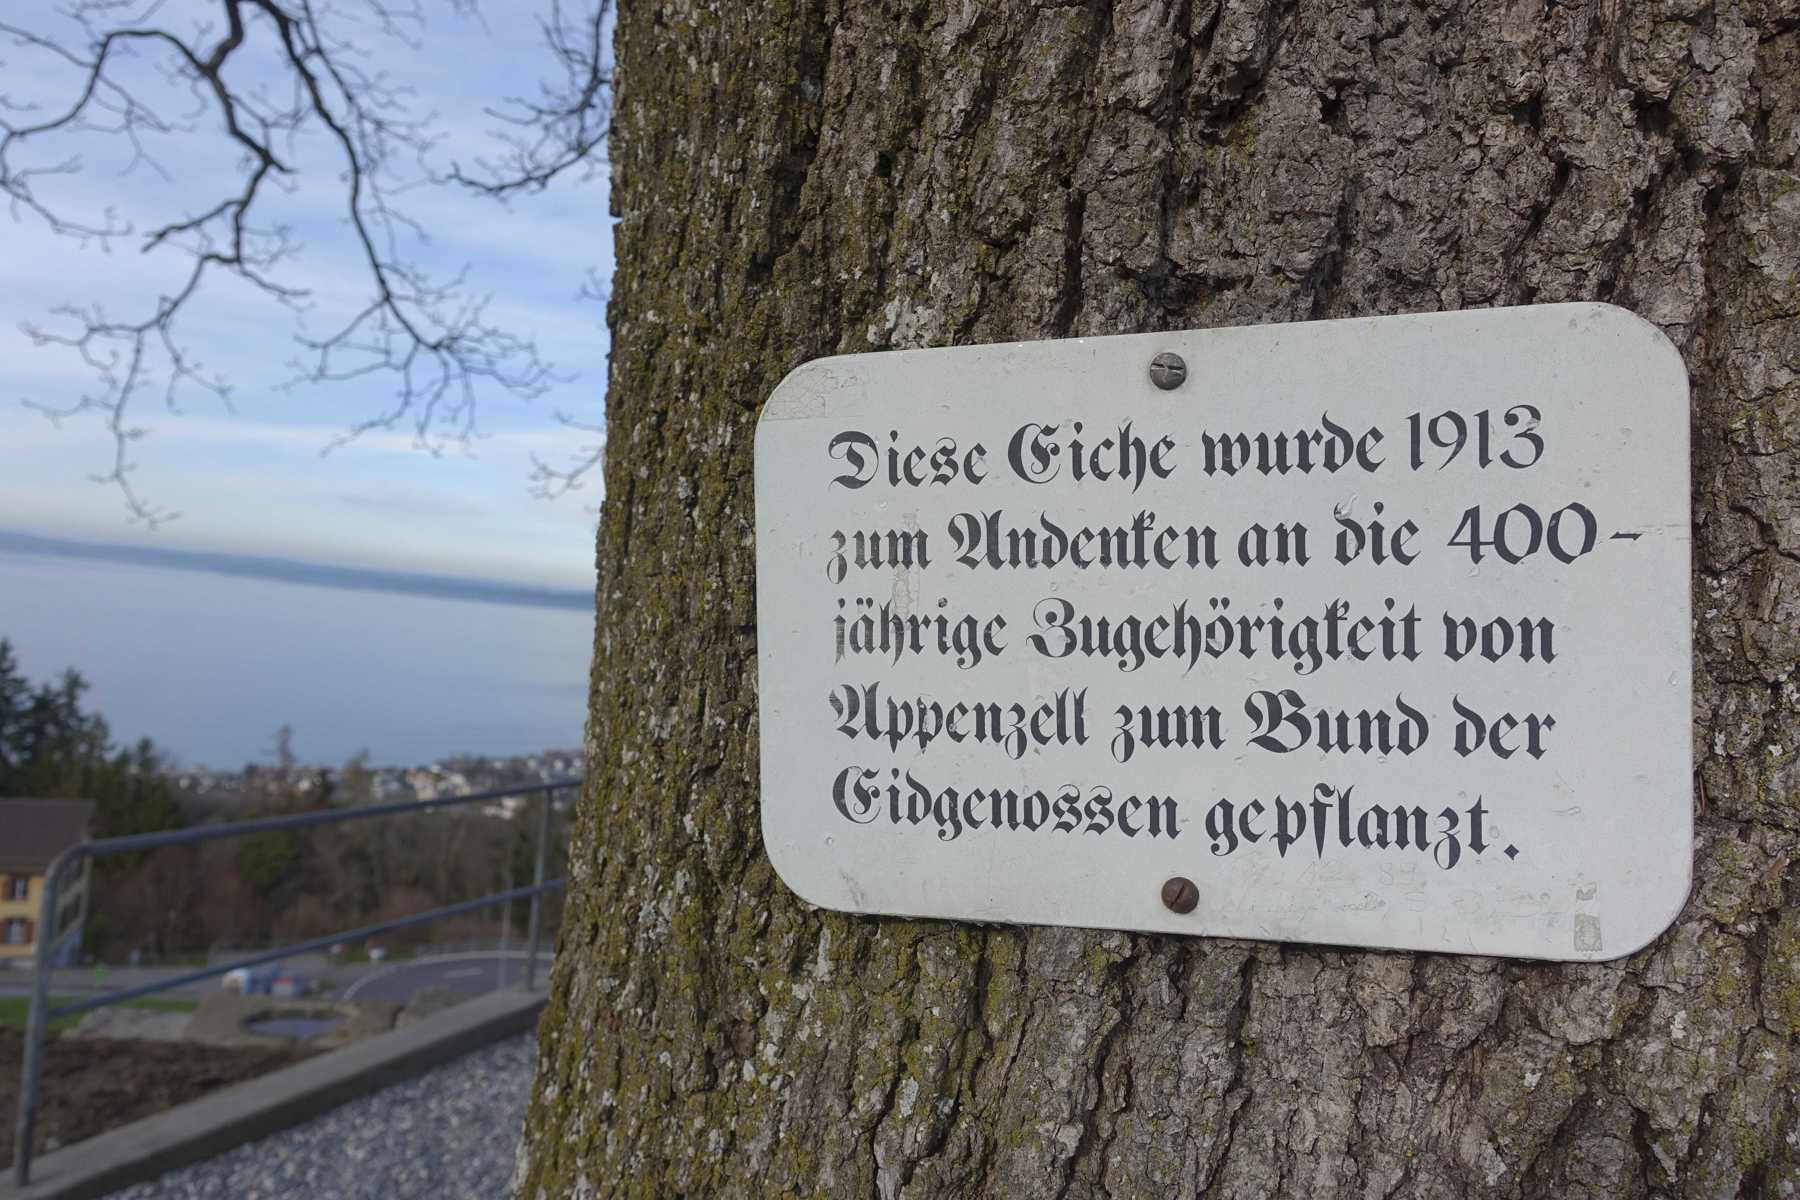 Diese Eiche wurde 1913
zum Andenken an die 400-
jährige Zugehörigkeit von
Appenzell zum Bund der
Eidgenossen gepflanzt.